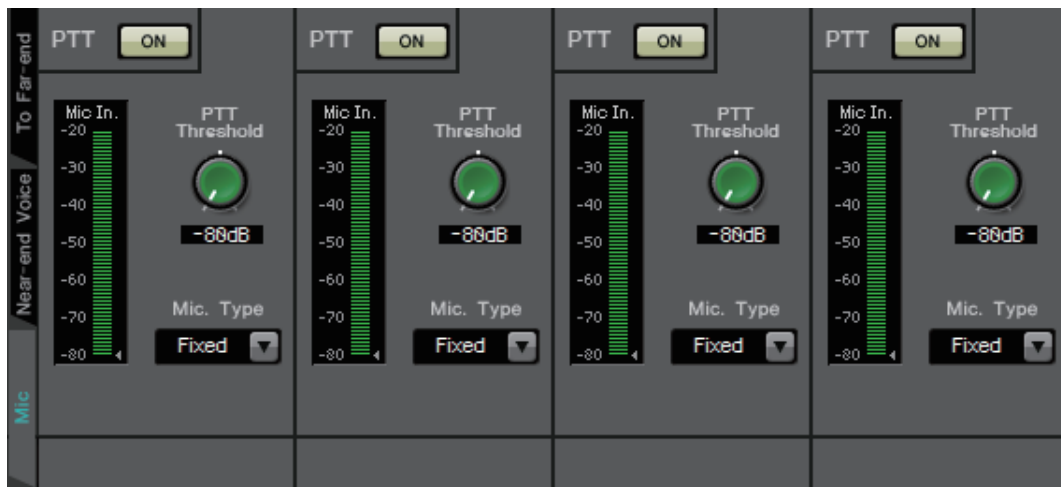 To Far-end
Near-end Voice
Mic
PTT ON
Mic In.
-20
-30
-40
-50
-60
-70
-80
PTT
Threshold
-80dB
Mic. Type
Fixed
PTT ON
Mic In.
-20
-30
-40
-50
-60
-70
-80
PTT
Threshold
-80dB
Mic. Type
Fixed
PTT ON
Mic In.
-20
-30
-40
-50
-60
-70
-80
PTT
Threshold
-80dB
Mic. Type
Fixed
PTT ON
Mic In.
-20
-30
-40
-50
-60
-70
-80
PTT
Threshold
-80dB
Mic. Type
Fixed